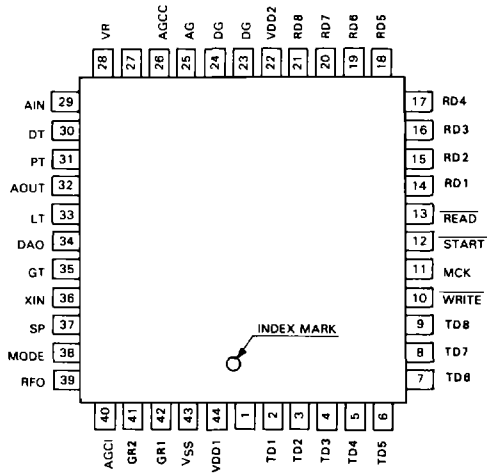 VR AGCC AG DG DG VDD2 RD8 RD7 RD6 RD5
28 27 26 25 24 23 22 21 20 19 18
AIN 29
DT 30
PT 31
AOUT 32
LT 33
DAO 34
GT 35
XIN 36
SP 37
MODE 38
RFO 39
17 RD4
16 RD3
15 RD2
14 RD1
13 READ
12 START
11 MCK
10 WRITE
9 TD8
8 TD7
7 TD6
INDEX MARK
40 41 42 43 44 1 2 3 4 5 6
AGCI GR2 GR1 VSS VDD1 TD1 TD2 TD3 TD4 TD5